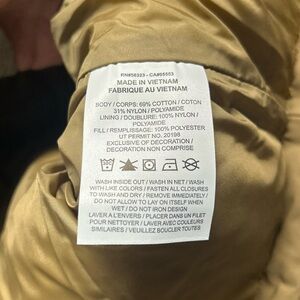 RN#56323 - CA#05553
MADE IN VIETNAM
FABRIQUE AU VIETNAM
BODY / CORPS: 69% COTTON / COTON
31% NYLON / POLYAMIDE
LINING / DOUBLURE: 100% NYLON /
POLYAMIDE
FILL / REMPLISSAGE: 100% POLYESTER
UT PERMIT NO. 20198
EXCLUSIVE OF DECORATION /
DECORATION NON COMPRISE
WASH INSIDE OUT / WASH IN NET / WASH
WITH LIKE COLORS / FASTEN ALL CLOSURES
TO WASH AND DRY / REMOVE IMMEDIATELY /
DO NOT ALLOW TO LAY ON ITSELF WHEN
WET / DO NOT IRON DESIGN
LAVER A L'ENVERS / PLACER DANS UN FILET
POUR NETTOYER / LAVER AVEC COULEURS
SIMILAIRES / VEUILLEZ BOUCLER TOUTES